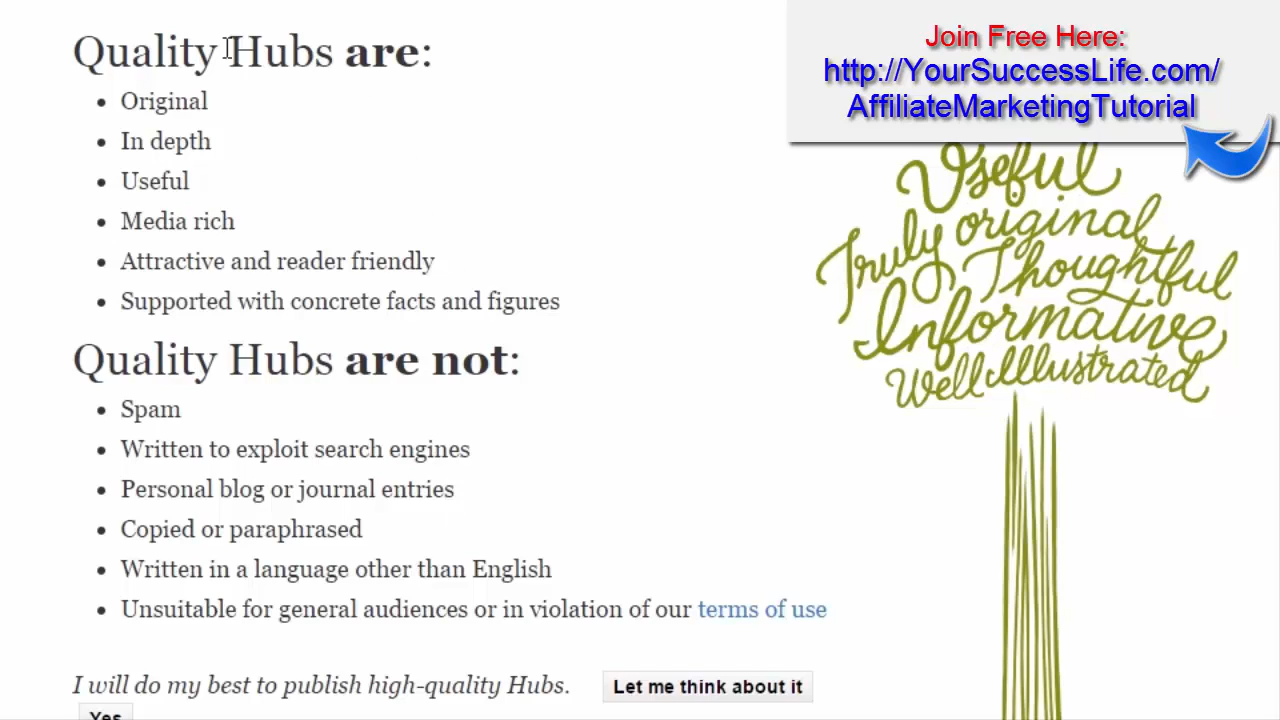 Quality Hubs are:
Original
In depth
Useful
Media rich
Attractive and reader friendly
Supported with concrete facts and figures
Quality Hubs are not:
Spam
Written to exploit search engines
Personal blog or journal entries
Copied or paraphrased
Written in a language other than English
Unsuitable for general audiences or in violation of our terms of use
I will do my best to publish high-quality Hubs.
Let me think about it
Yes
Join Free Here:
http://YourSuccessLife.com/
AffiliateMarketingTutorial
Useful
Truly original
Thoughtful
Informative
Well Illustrated